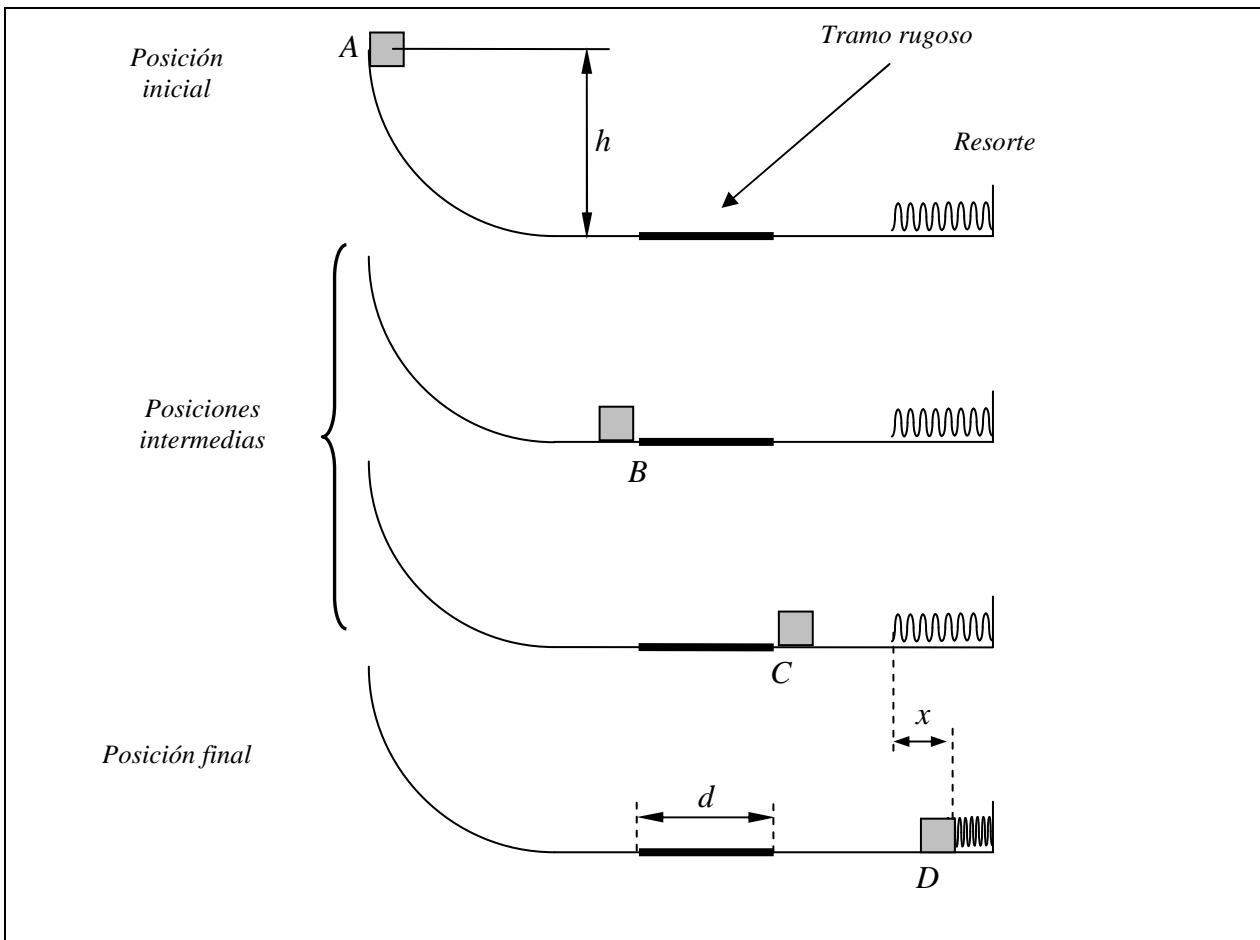 Posición
inicial
A
h
Tramo rugoso
Resorte
Posiciones
intermedias
B
C
x
Posición final
d
D